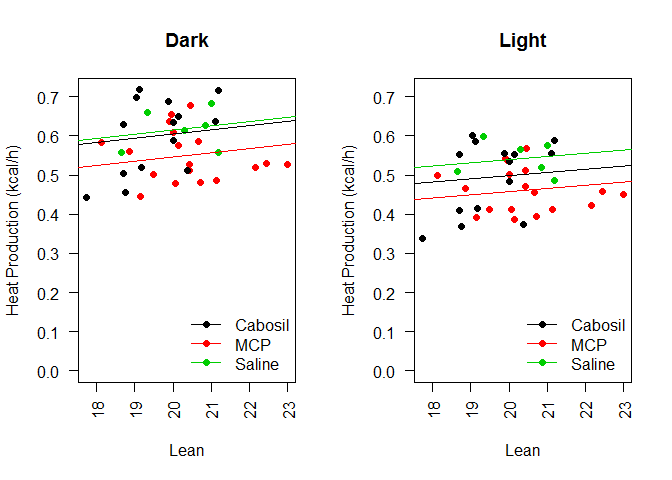 Dark
Heat Production (kcal/h)
0.7
0.6
0.5
0.4
0.3
0.2
0.1
0.0
Cabosil
MCP
Saline
18 19 20 21 22 23
Lean
Light
Heat Production (kcal/h)
0.7
0.6
0.5
0.4
0.3
0.2
0.1
0.0
Cabosil
MCP
Saline
18 19 20 21 22 23
Lean